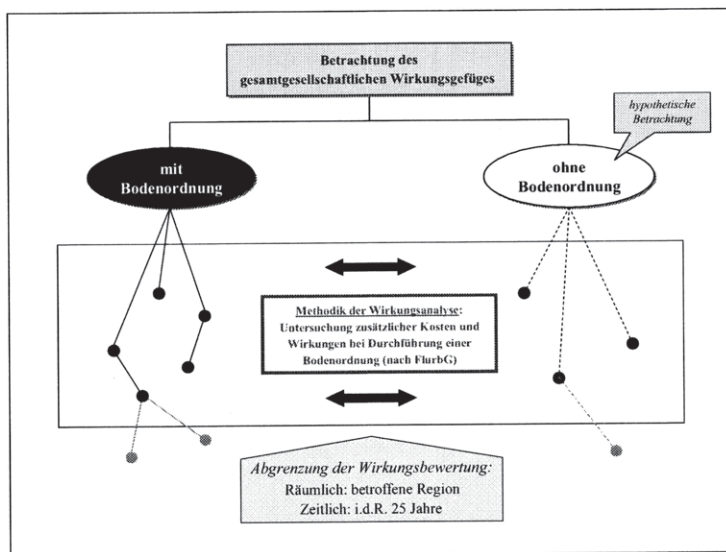 Betrachtung des
gesamtgesellschaftlichen Wirkungsgefüges
hypothetische
Betrachtung
mit
Bodenordnung
ohne
Bodenordnung
Methodik der Wirkungsanalyse:
Untersuchung zusätzlicher Kosten und
Wirkungen bei Durchführung einer
Bodenordnung (nach FlurbG)
Abgrenzung der Wirkungsbewertung:
Räumlich: betroffene Region
Zeitlich: i.d.R. 25 Jahre